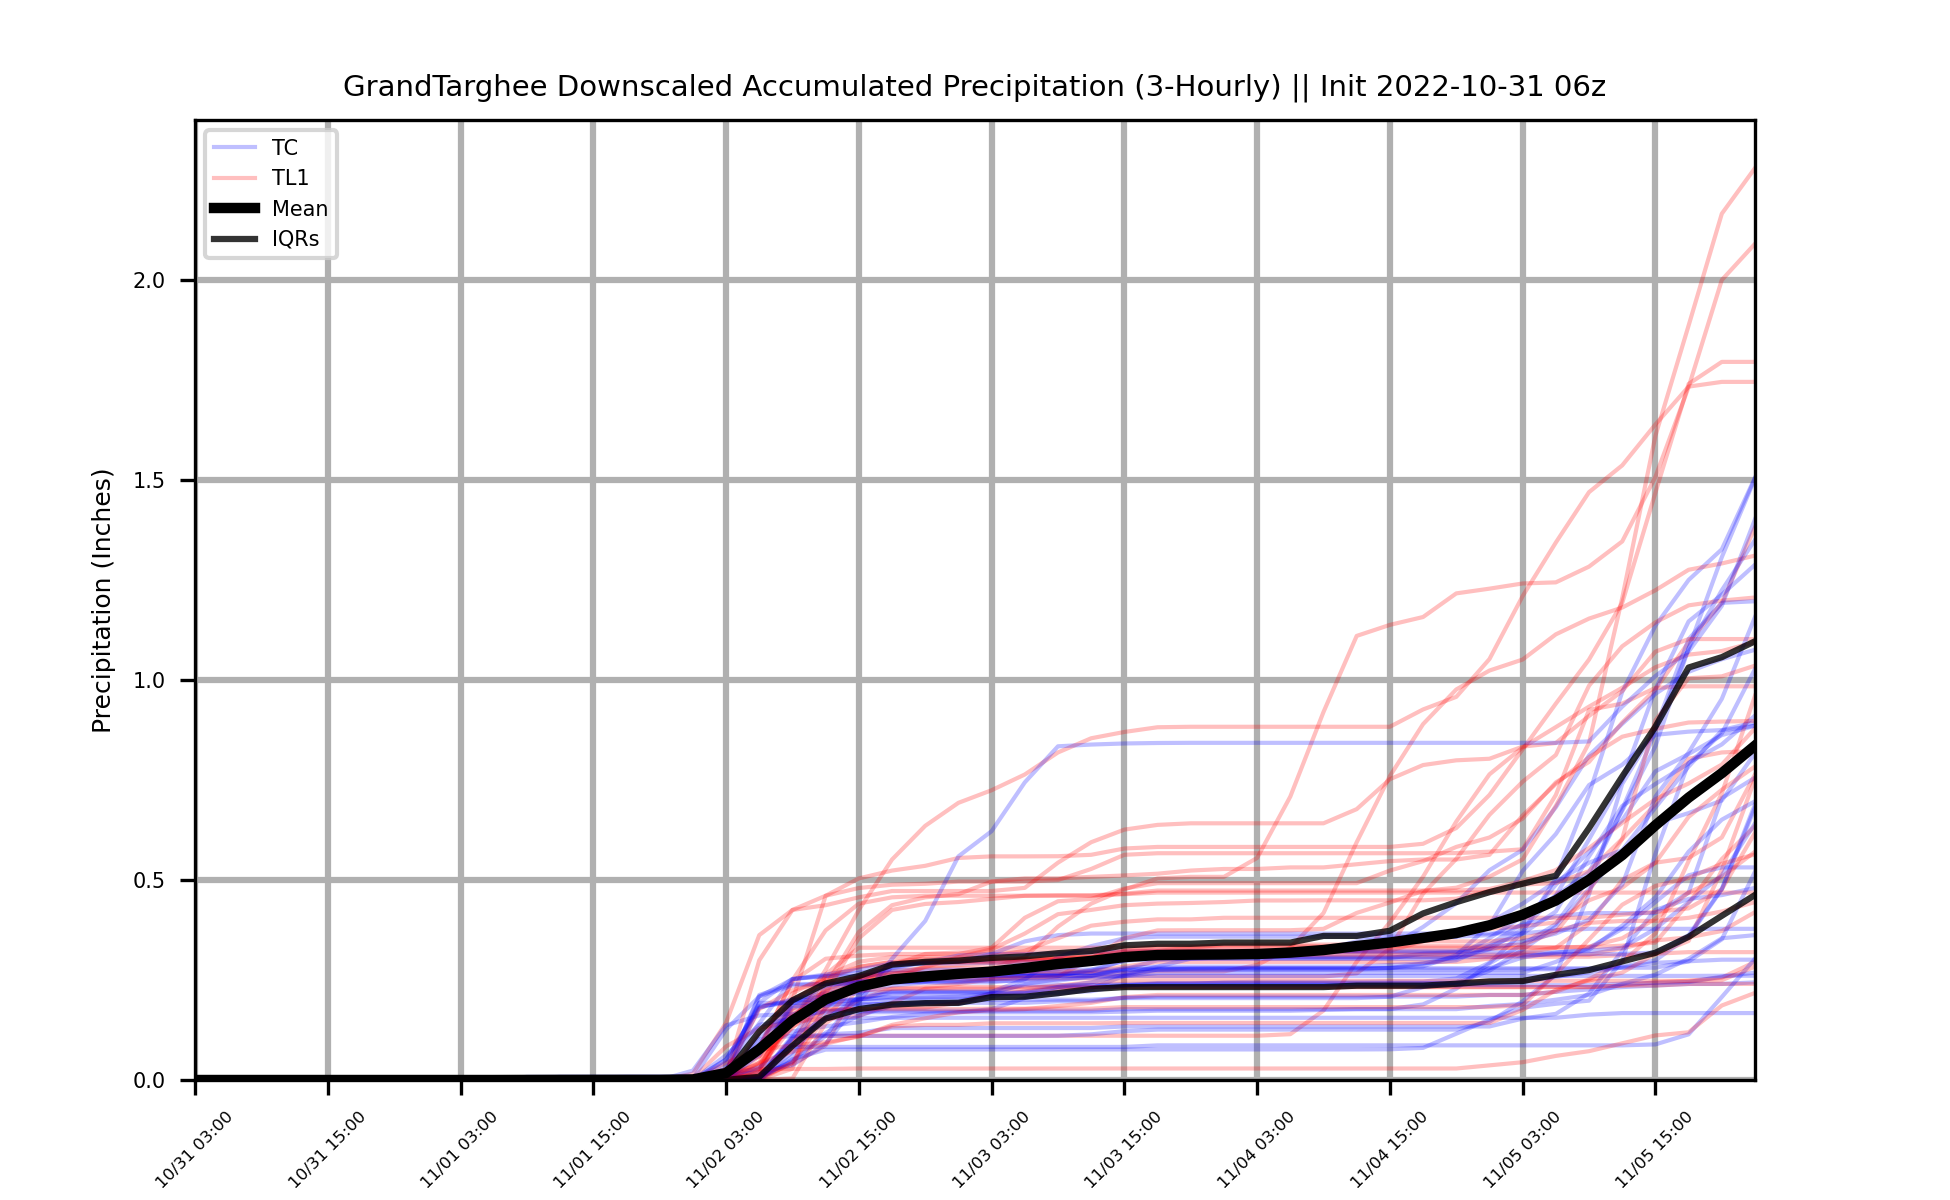 GrandTarghee Downscaled Accumulated Precipitation (3-Hourly) || Init 2022-10-31 06z
TC
TL1
Mean
IQRs
Precipitation (Inches)
2.0
1.5
1.0
0.5
0.0
10/31 03:00
10/31 15:00
11/01 03:00
11/01 15:00
11/02 03:00
11/02 15:00
11/03 03:00
11/03 15:00
11/04 03:00
11/04 15:00
11/05 03:00
11/05 15:00